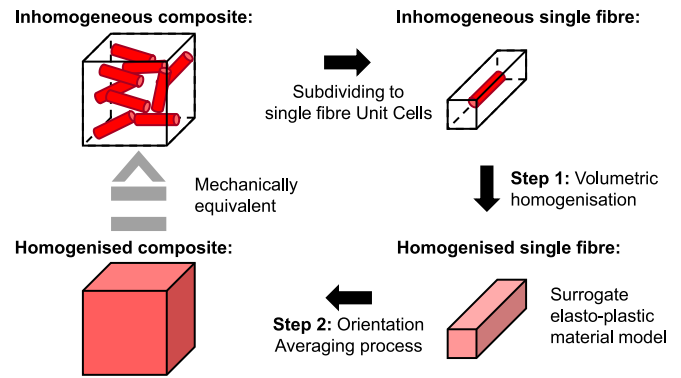 Inhomogeneous composite:
Inhomogeneous single fibre:
Subdividing to
single fibre Unit Cells
Mechanically
equivalent
Step 1: Volumetric
homogenisation
Homogenised composite:
Homogenised single fibre:
Step 2: Orientation
Averaging process
Surrogate
elasto-plastic
material model